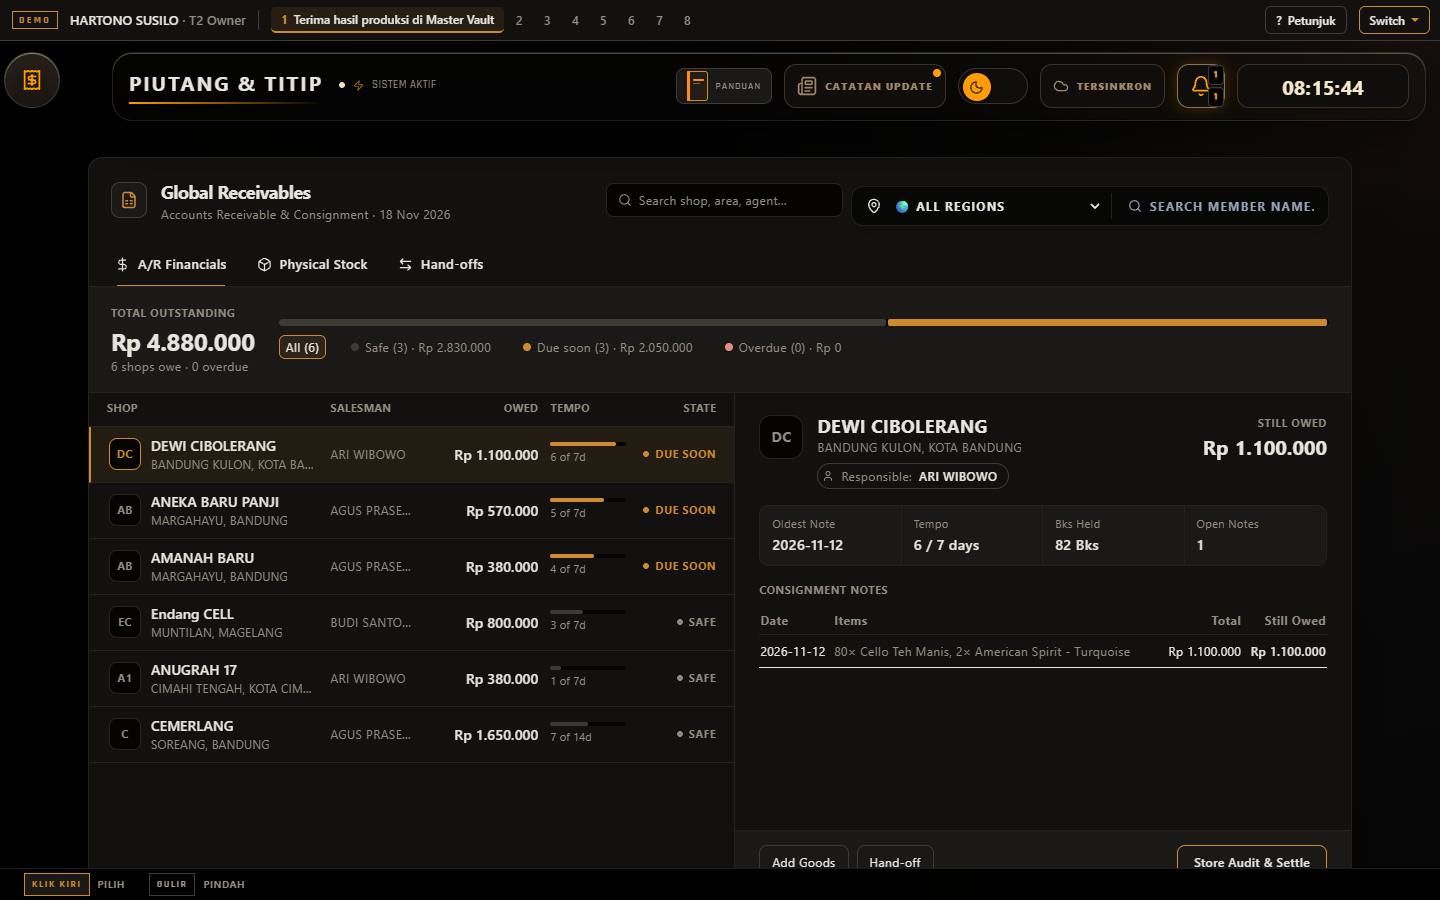 DEMO HARTONO SUSILO · T2 Owner 1 Terima hasil produksi di Master Vault 2 3 4 5 6 7 8 ? Petunjuk Switch
PIUTANG & TITIP SISTEM AKTIF PANDUAN CATATAN UPDATE TERSINKRON 1 1 08:15:44
Global Receivables
Accounts Receivable & Consignment · 18 Nov 2026
Search shop, area, agent... ALL REGIONS SEARCH MEMBER NAME.
A/R Financials Physical Stock Hand-offs
TOTAL OUTSTANDING
Rp 4.880.000
6 shops owe · 0 overdue
All (6) Safe (3) · Rp 2.830.000 Due soon (3) · Rp 2.050.000 Overdue (0) · Rp 0
SHOP SALESMAN OWED TEMPO STATE
DC DEWI CIBOLERANG
BANDUNG KULON, KOTA BA... ARI WIBOWO Rp 1.100.000 6 of 7d DUE SOON
AB ANEKA BARU PANJI
MARGAHAYU, BANDUNG AGUS PRASE... Rp 570.000 5 of 7d DUE SOON
AB AMANAH BARU
MARGAHAYU, BANDUNG AGUS PRASE... Rp 380.000 4 of 7d DUE SOON
EC Endang CELL
MUNTILAN, MAGELANG BUDI SANTO... Rp 800.000 3 of 7d SAFE
A1 ANUGRAH 17
CIMAHI TENGAH, KOTA CIM... ARI WIBOWO Rp 380.000 1 of 7d SAFE
C CEMERLANG
SOREANG, BANDUNG AGUS PRASE... Rp 1.650.000 7 of 14d SAFE
DC DEWI CIBOLERANG
BANDUNG KULON, KOTA BANDUNG
Responsible: ARI WIBOWO
STILL OWED
Rp 1.100.000
Oldest Note Tempo Bks Held Open Notes
2026-11-12 6 / 7 days 82 Bks 1
CONSIGNMENT NOTES
Date Items Total Still Owed
2026-11-12 80× Cello Teh Manis, 2× American Spirit - Turquoise Rp 1.100.000 Rp 1.100.000
Add Goods Hand-off Store Audit & Settle
KLIK KIRI PILIH GULIR PINDAH